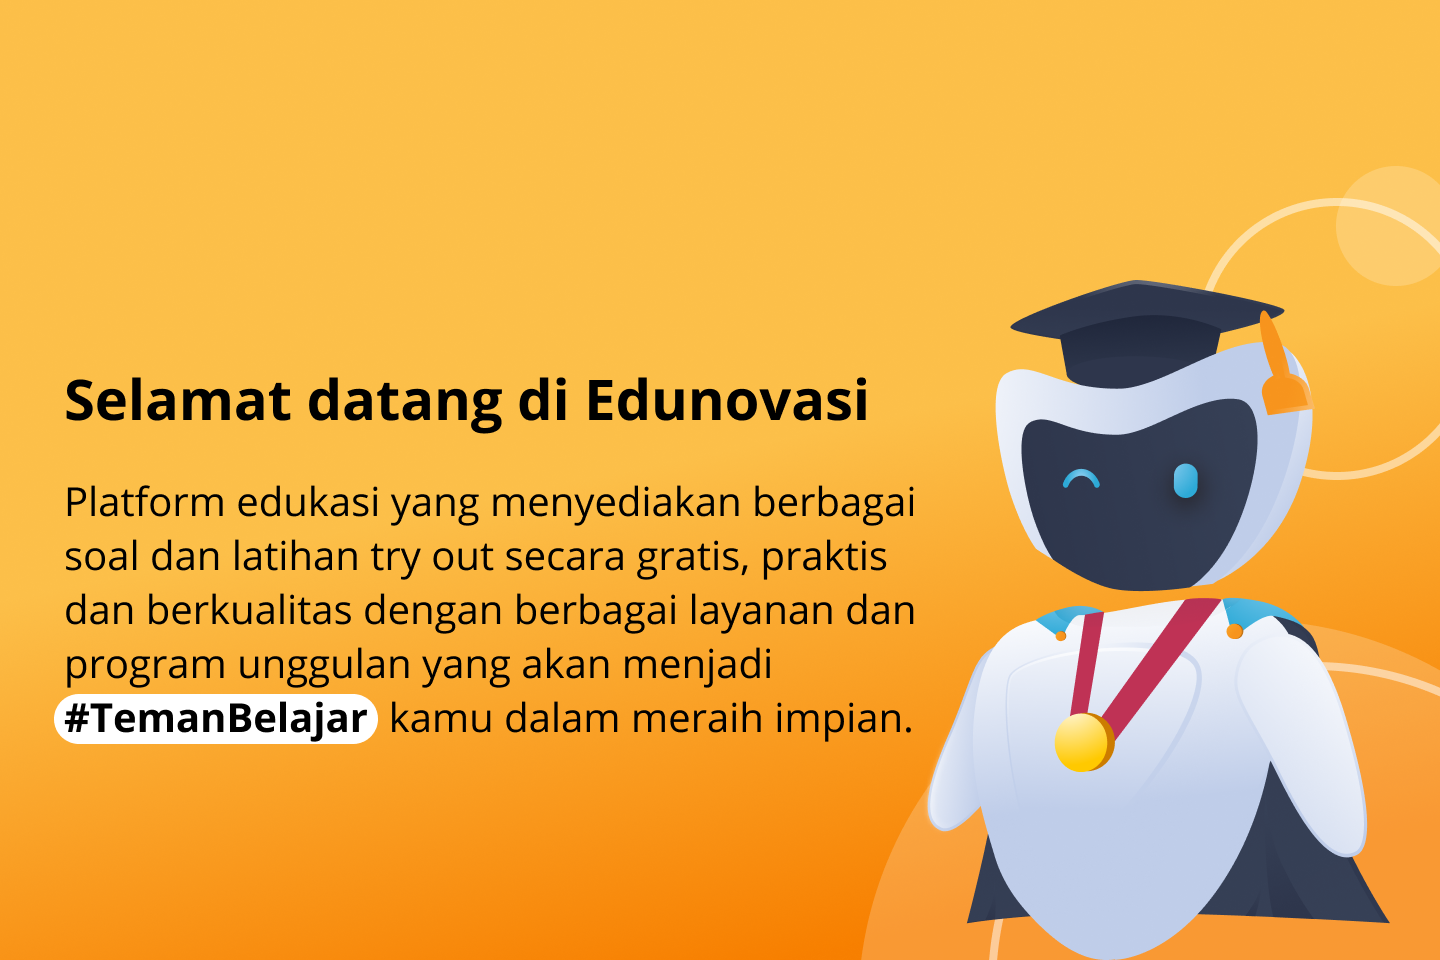 Selamat datang di Edunovasi
Platform edukasi yang menyediakan berbagai
soal dan latihan try out secara gratis, praktis
dan berkualitas dengan berbagai layanan dan
program unggulan yang akan menjadi
#TemanBelajar kamu dalam meraih impian.